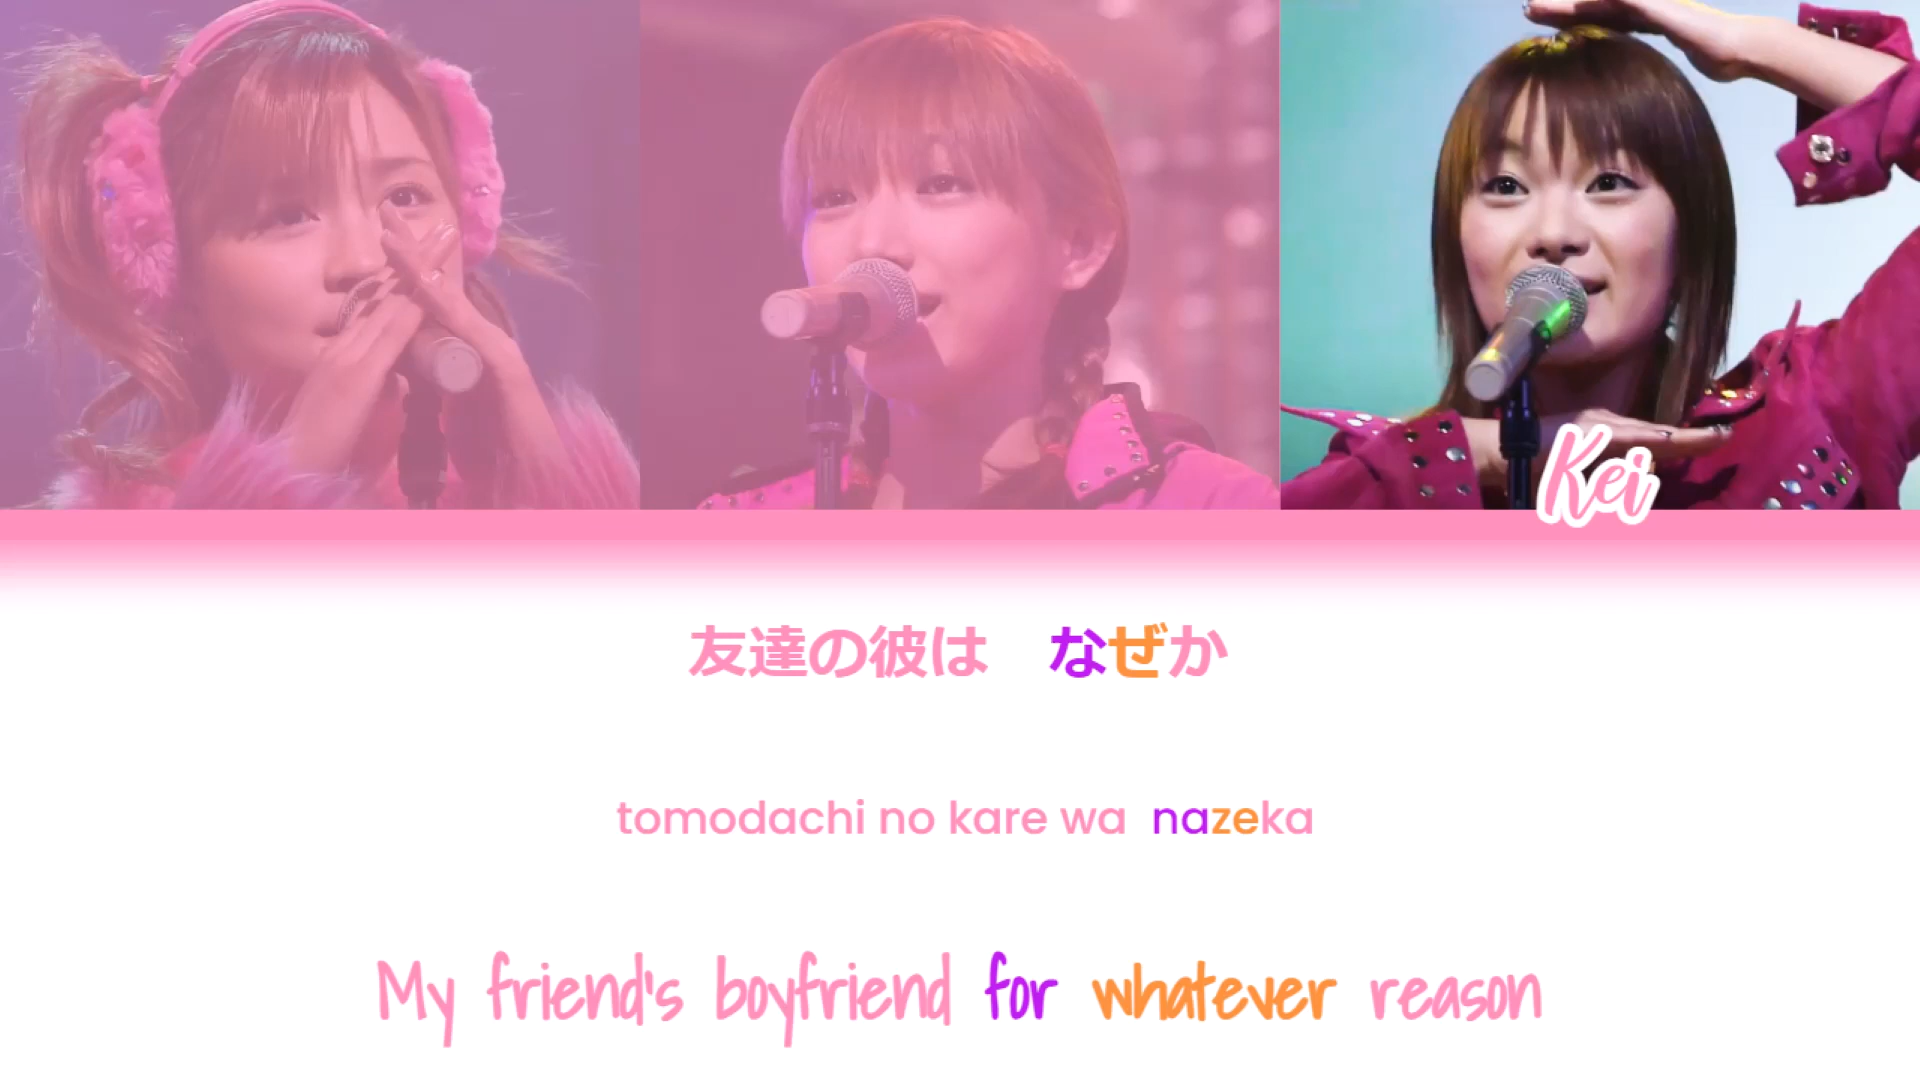 Kei
友達の彼は　なぜか
tomodachi no kare wa nazeka
My friend's boyfriend for whatever reason